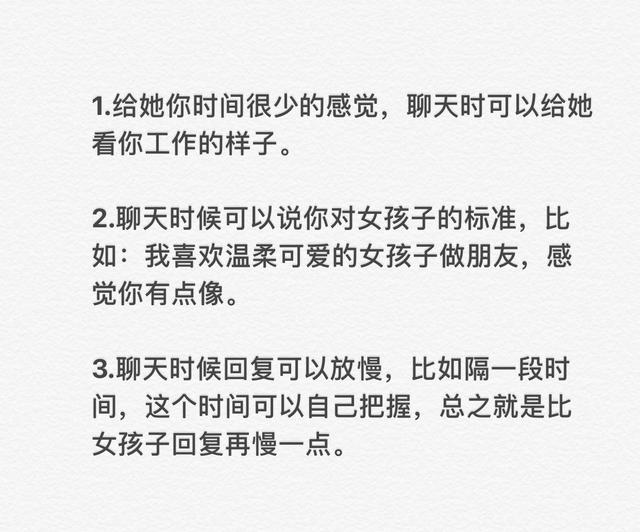 1.给她你时间很少的感觉，聊天时可以给她
看你工作的样子。
2.聊天时候可以说你对女孩子的标准，比
如：我喜欢温柔可爱的女孩子做朋友，感
觉你有点像。
3.聊天时候回复可以放慢，比如隔一段时
间，这个时间可以自己把握，总之就是比
女孩子回复再慢一点。